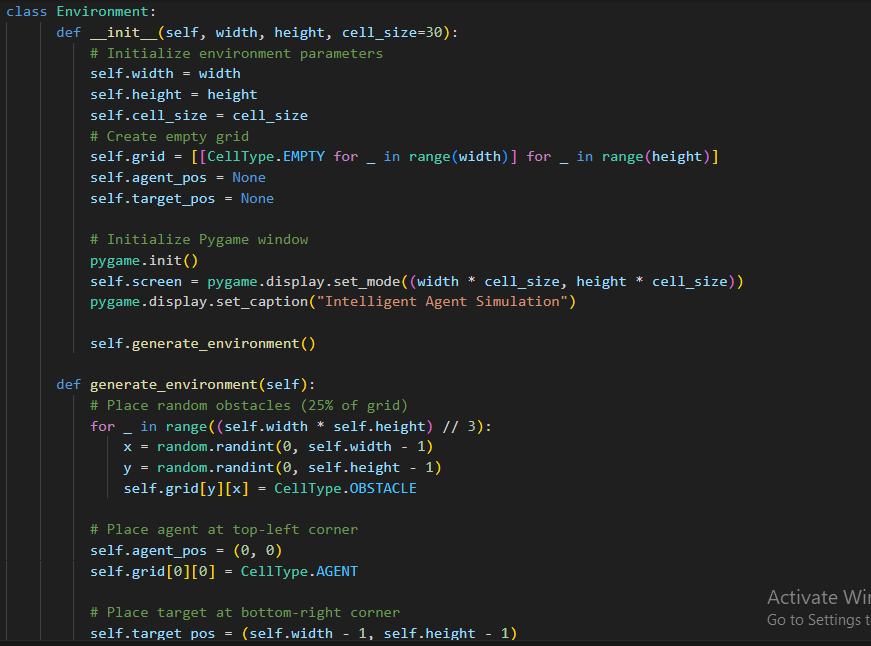 class Environment:
    def __init__(self, width, height, cell_size=30):
        # Initialize environment parameters
        self.width = width
        self.height = height
        self.cell_size = cell_size
        # Create empty grid
        self.grid = [[CellType.EMPTY for _ in range(width)] for _ in range(height)]
        self.agent_pos = None
        self.target_pos = None

        # Initialize Pygame window
        pygame.init()
        self.screen = pygame.display.set_mode((width * cell_size, height * cell_size))
        pygame.display.set_caption("Intelligent Agent Simulation")

        self.generate_environment()

    def generate_environment(self):
        # Place random obstacles (25% of grid)
        for _ in range((self.width * self.height) // 3):
            x = random.randint(0, self.width - 1)
            y = random.randint(0, self.height - 1)
            self.grid[y][x] = CellType.OBSTACLE

        # Place agent at top-left corner
        self.agent_pos = (0, 0)
        self.grid[0][0] = CellType.AGENT

        # Place target at bottom-right corner
        self.target_pos = (self.width - 1, self.height - 1)
Activate Wi
Go to Settings t